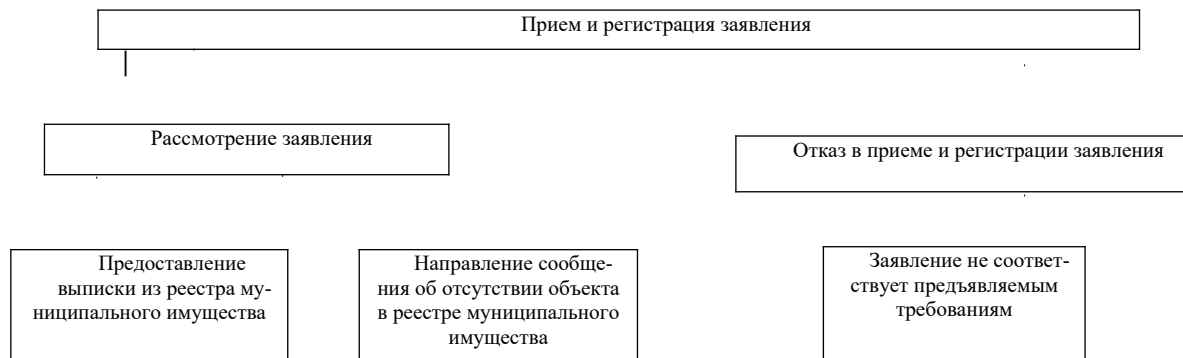 Прием и регистрация заявления
Рассмотрение заявления
Отказ в приеме и регистрации заявления
Предоставление
выписки из реестра му-
ниципального имущества
Направление сообще-
ния об отсутствии объекта
в реестре муниципального
имущества
Заявление не соответ-
ствует предъявляемым
требованиям